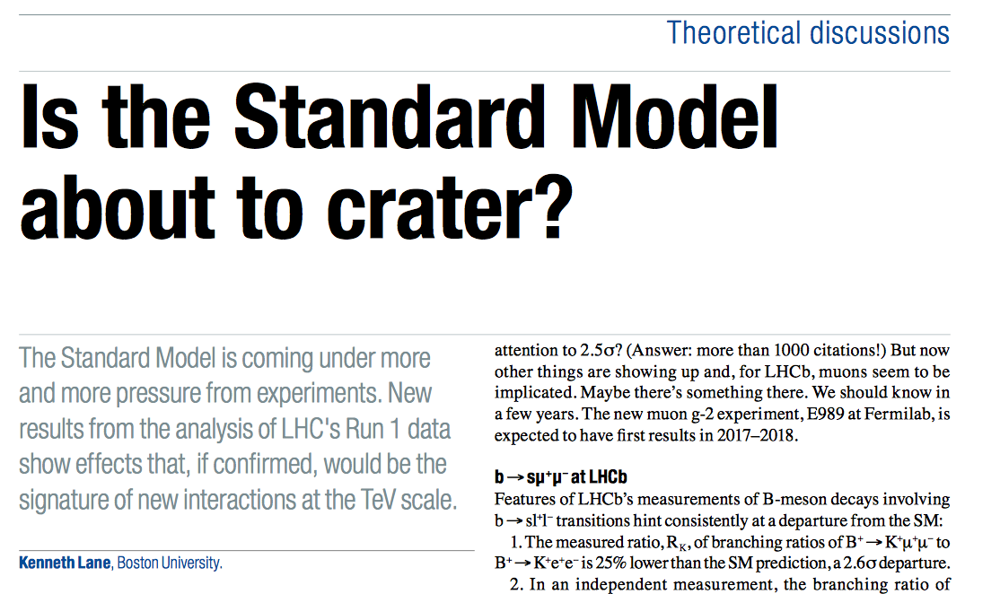 Theoretical discussions
Is the Standard Model
about to crater?
The Standard Model is coming under more
and more pressure from experiments. New
results from the analysis of LHC's Run 1 data
show effects that, if confirmed, would be the
signature of new interactions at the TeV scale.
Kenneth Lane, Boston University.
attention to 2.5σ? (Answer: more than 1000 citations!) But now
other things are showing up and, for LHCb, muons seem to be
implicated. Maybe there's something there. We should know in
a few years. The new muon g-2 experiment, E989 at Fermilab, is
expected to have first results in 2017–2018.
b → sμ⁺μ⁻ at LHCb
Features of LHCb's measurements of B-meson decays involving
b → sl⁺l⁻ transitions hint consistently at a departure from the SM:
1. The measured ratio, R_K, of branching ratios of B⁺ → K⁺μ⁺μ⁻ to
B⁺ → K⁺e⁺e⁻ is 25% lower than the SM prediction, a 2.6σ departure.
2. In an independent measurement, the branching ratio of